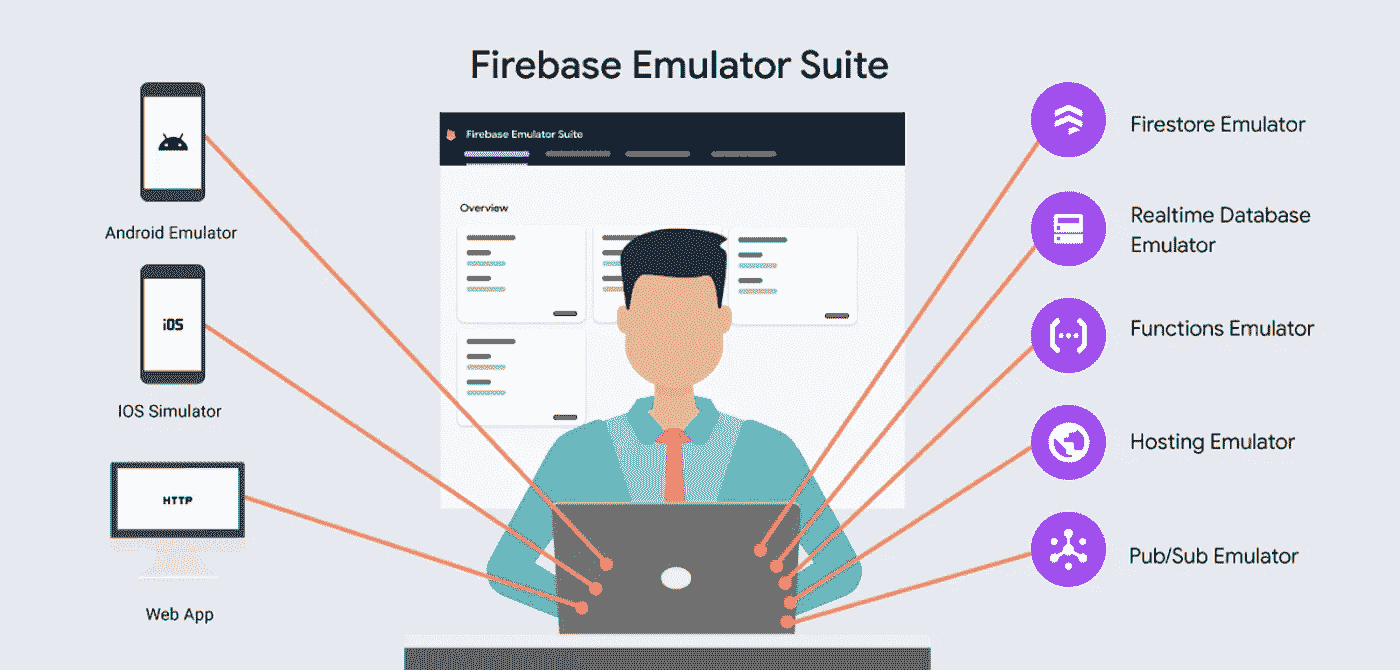 Firebase Emulator Suite
Firebase Emulator Suite
Overview
Android Emulator
iOS
IOS Simulator
HTTP
Web App
Firestore Emulator
Realtime Database
Emulator
Functions Emulator
Hosting Emulator
Pub/Sub Emulator